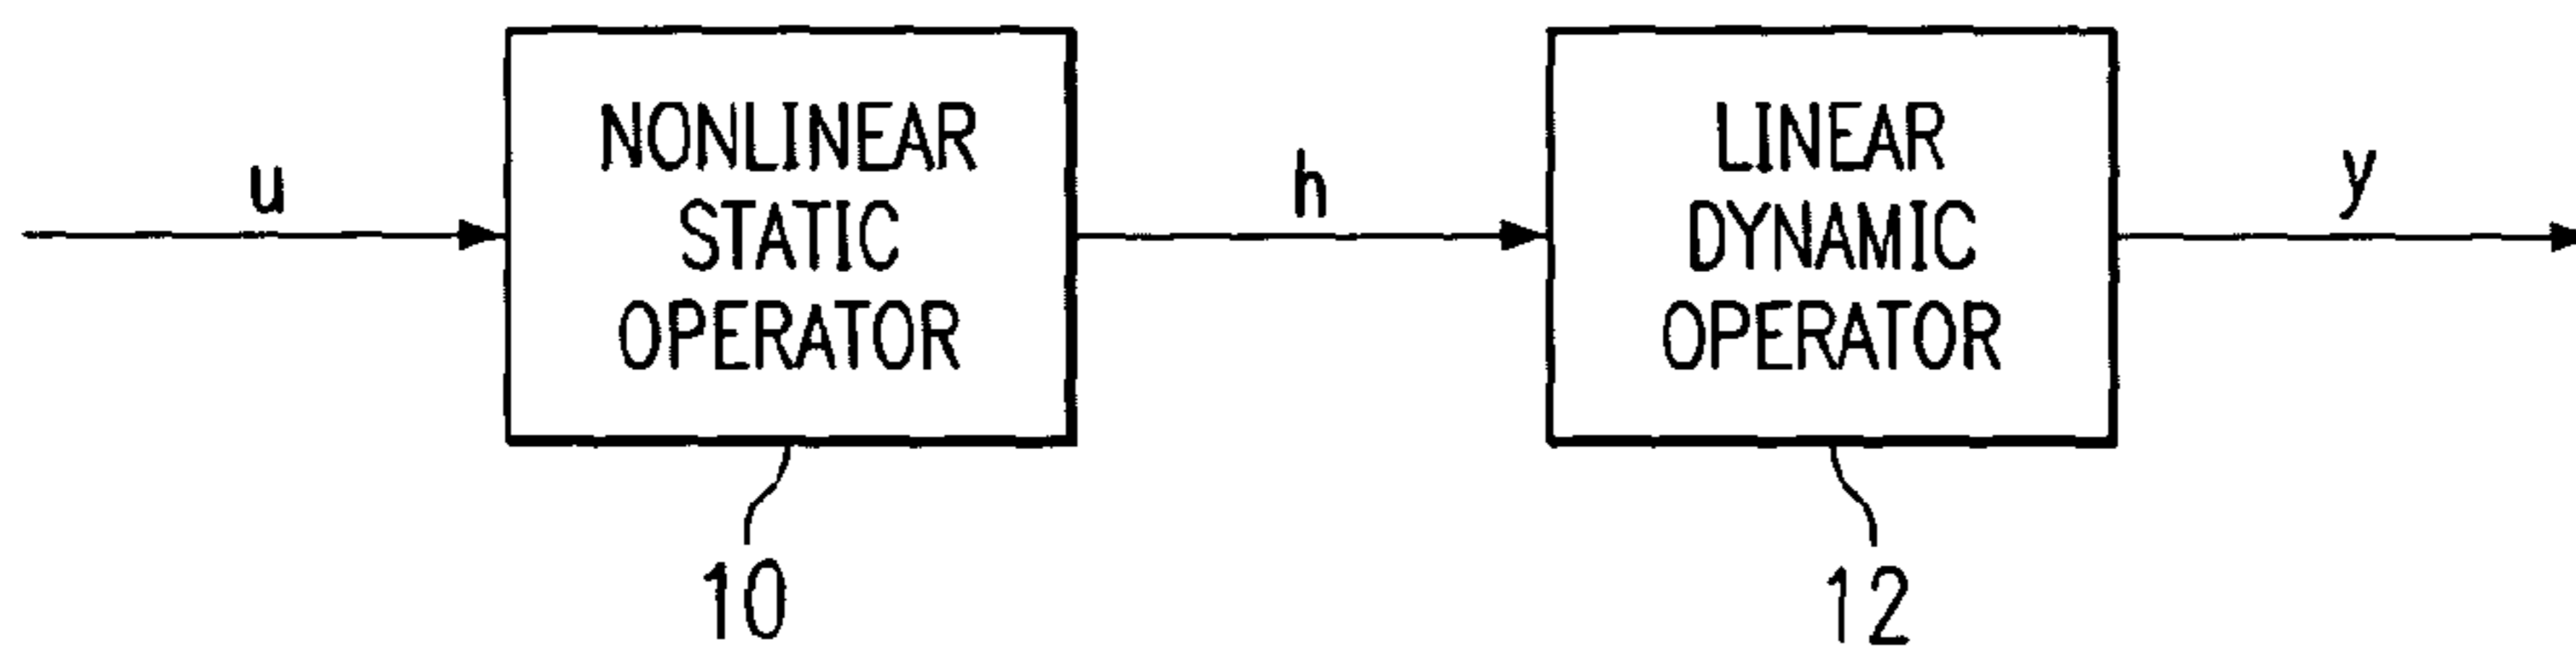 u
NONLINEAR
STATIC
OPERATOR
h
LINEAR
DYNAMIC
OPERATOR
y
10
12